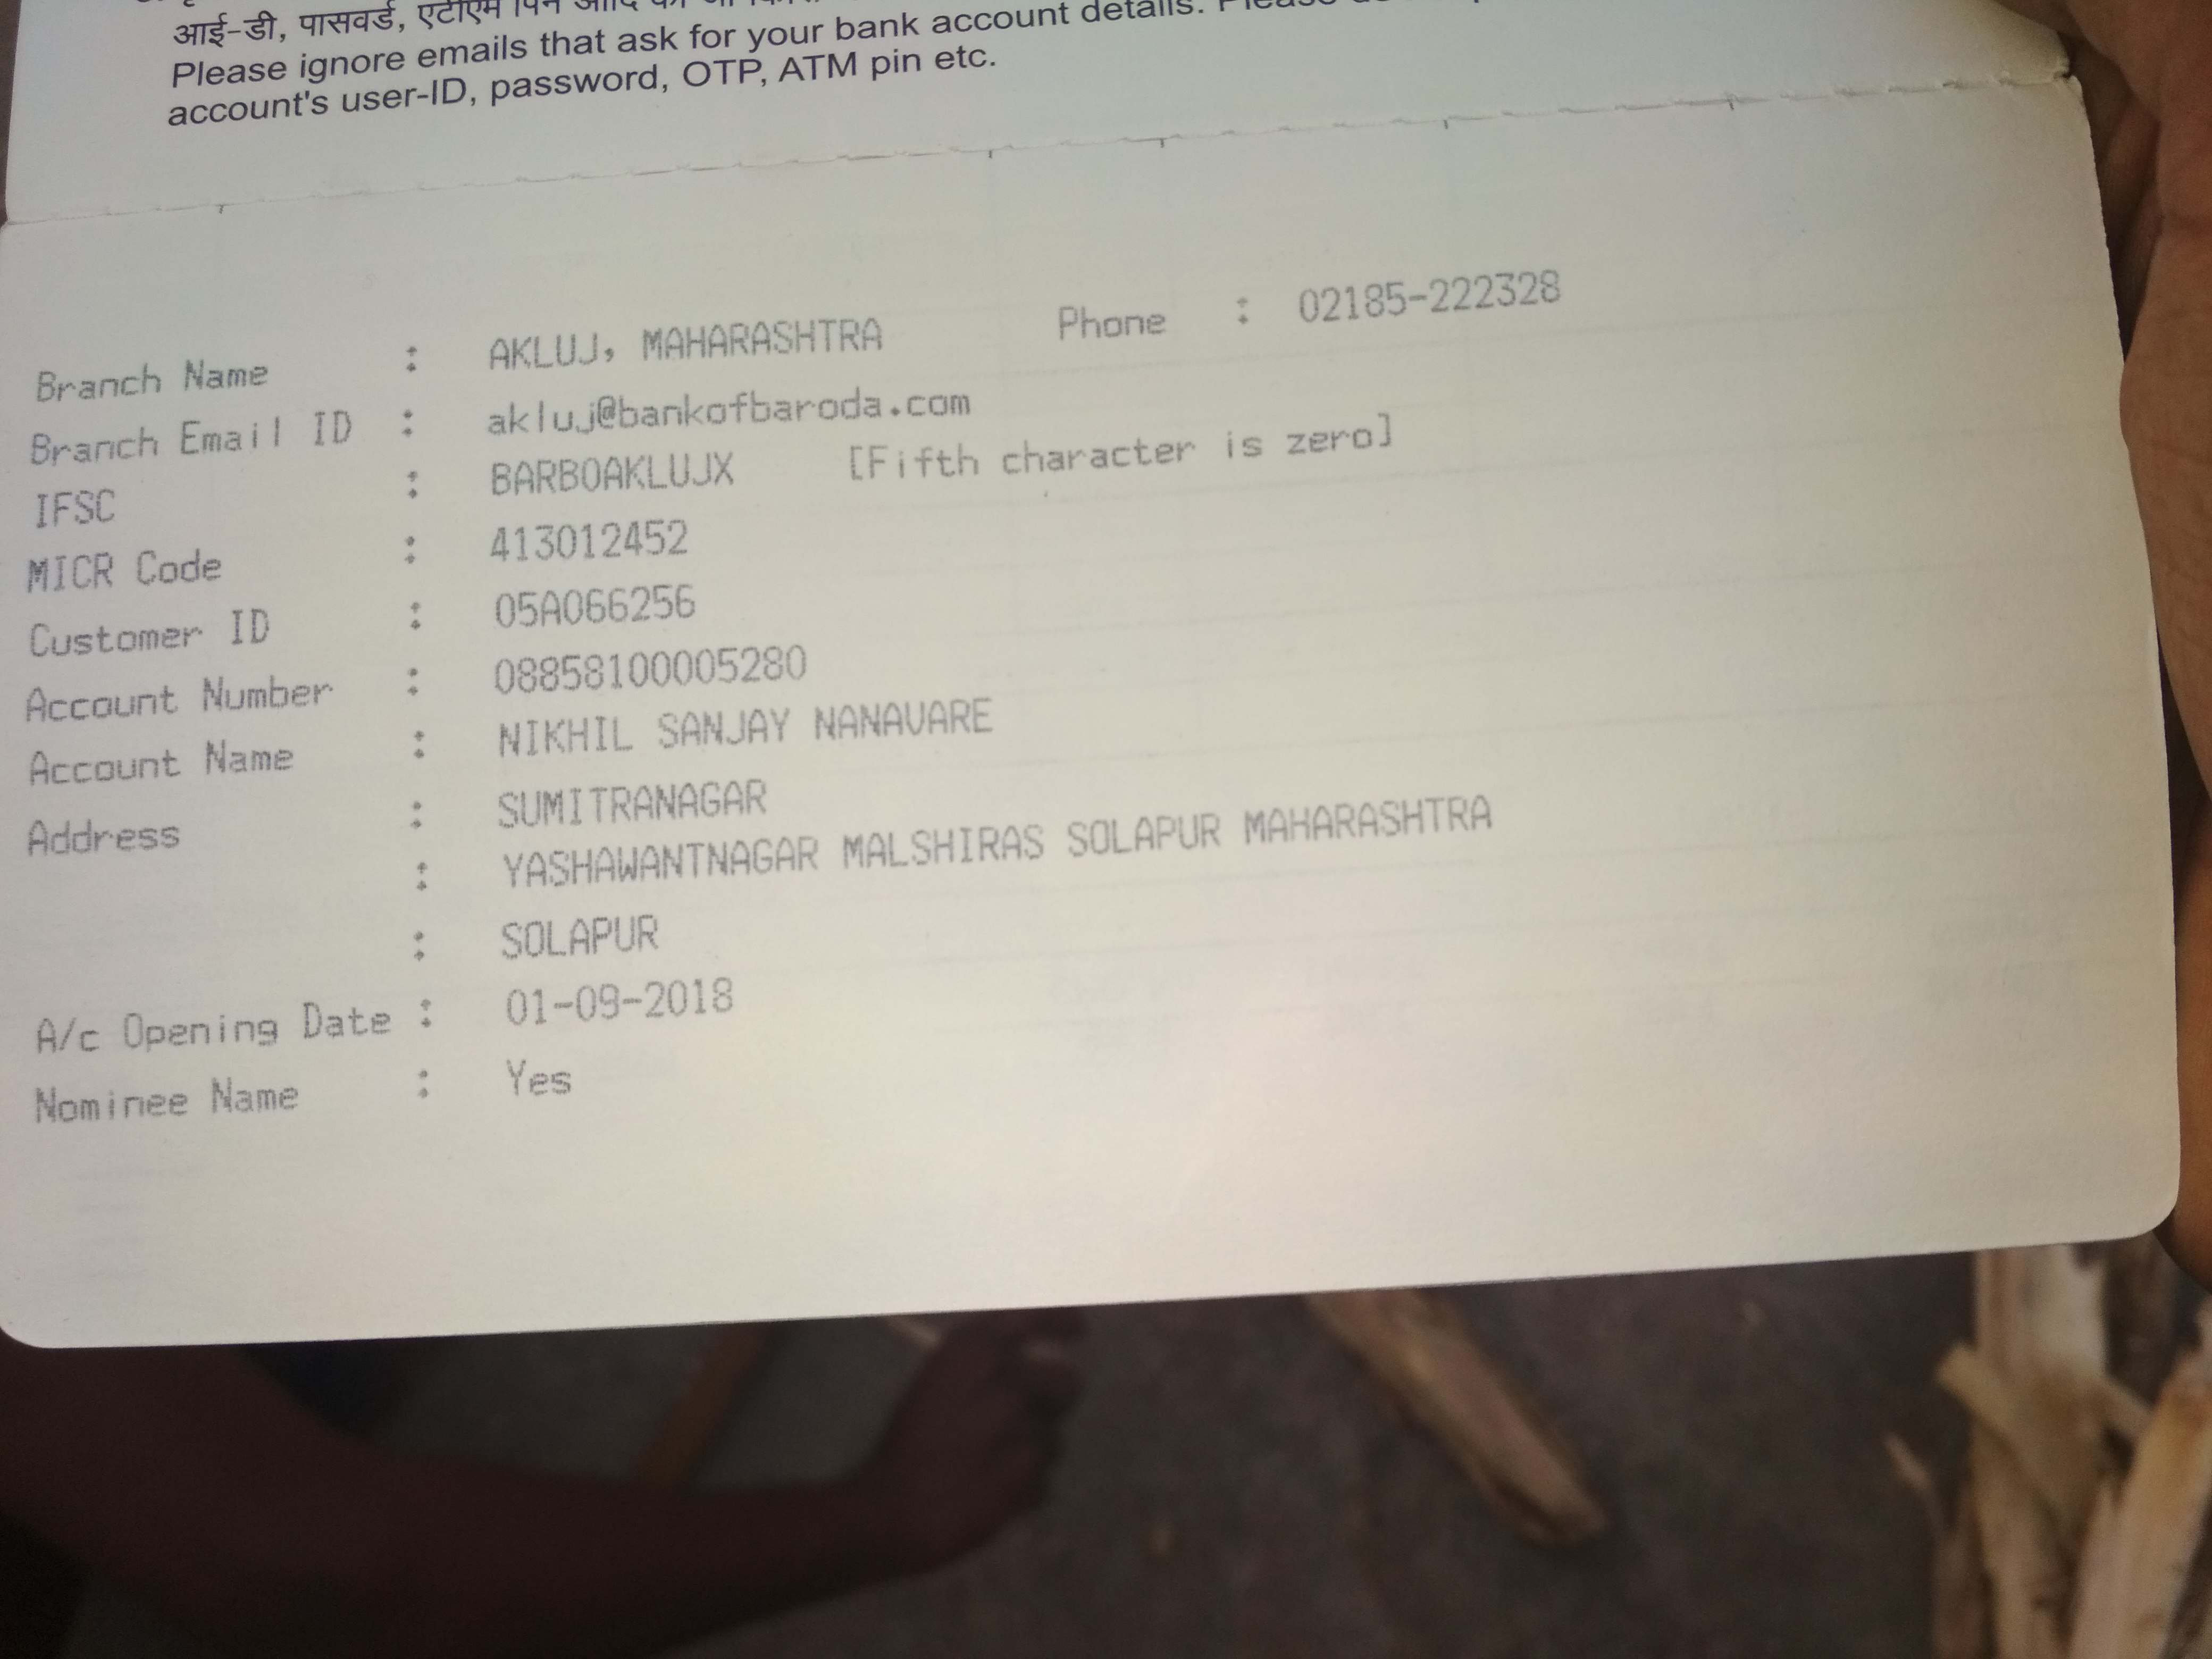 आई-डी, पासवर्ड, एटीएम पिन आदि की
Please ignore emails that ask for your bank account details. Please
account's user-ID, password, OTP, ATM pin etc.
Branch Name : AKLUJ, MAHARASHTRA Phone : 02185-222328
Branch Email ID : akluj@bankofbaroda.com
IFSC : BARB0AKLUJX [Fifth character is zero]
MICR Code : 413012452
Customer ID : 05A066256
Account Number : 08858100005280
Account Name : NIKHIL SANJAY NANAVARE
Address : SUMITRANAGAR
: YASHAWANTNAGAR MALSHIRAS SOLAPUR MAHARASHTRA
: SOLAPUR
A/c Opening Date : 01-09-2018
Nominee Name : Yes